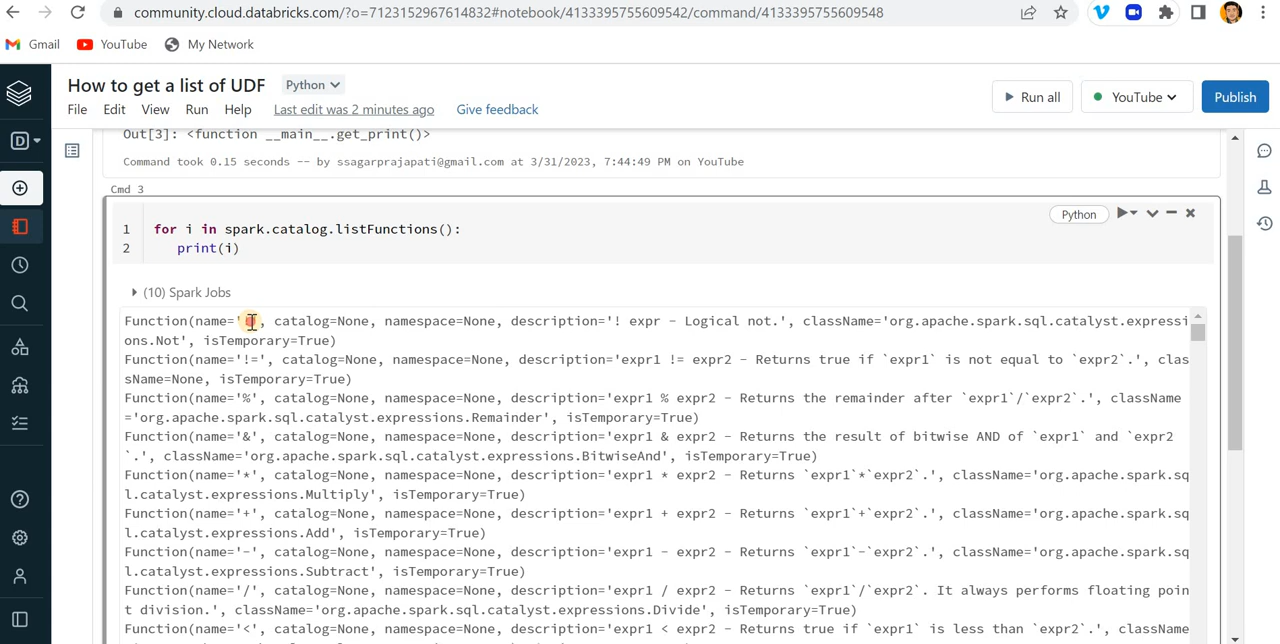 community.cloud.databricks.com/?o=7123152967614832#notebook/4133395755609542/command/4133395755609548
Gmail YouTube My Network
How to get a list of UDF Python
File Edit View Run Help Last edit was 2 minutes ago Give feedback
Run all YouTube Publish
D
Out[3]: <function __main__.get_print()>
Command took 0.15 seconds -- by ssagarprajapati@gmail.com at 3/31/2023, 7:44:49 PM on YouTube
Cmd 3
Python
1 for i in spark.catalog.listFunctions():
2 print(i)
(10) Spark Jobs
Function(name='!', catalog=None, namespace=None, description='! expr - Logical not.', className='org.apache.spark.sql.catalyst.expressi
ons.Not', isTemporary=True)
Function(name='!=', catalog=None, namespace=None, description='expr1 != expr2 - Returns true if `expr1` is not equal to `expr2`.', clas
sName=None, isTemporary=True)
Function(name='%', catalog=None, namespace=None, description='expr1 % expr2 - Returns the remainder after `expr1`/`expr2`.', className
='org.apache.spark.sql.catalyst.expressions.Remainder', isTemporary=True)
Function(name='&', catalog=None, namespace=None, description='expr1 & expr2 - Returns the result of bitwise AND of `expr1` and `expr2
`.', className='org.apache.spark.sql.catalyst.expressions.BitwiseAnd', isTemporary=True)
Function(name='*', catalog=None, namespace=None, description='expr1 * expr2 - Returns `expr1`*`expr2`.', className='org.apache.spark.sq
l.catalyst.expressions.Multiply', isTemporary=True)
Function(name='+', catalog=None, namespace=None, description='expr1 + expr2 - Returns `expr1`+`expr2`.', className='org.apache.spark.sq
l.catalyst.expressions.Add', isTemporary=True)
Function(name='-', catalog=None, namespace=None, description='expr1 - expr2 - Returns `expr1`-`expr2`.', className='org.apache.spark.sq
l.catalyst.expressions.Subtract', isTemporary=True)
Function(name='/', catalog=None, namespace=None, description='expr1 / expr2 - Returns `expr1`/`expr2`. It always performs floating poin
t division.', className='org.apache.spark.sql.catalyst.expressions.Divide', isTemporary=True)
Function(name='<', catalog=None, namespace=None, description='expr1 < expr2 - Returns true if `expr1` is less than `expr2`.', className